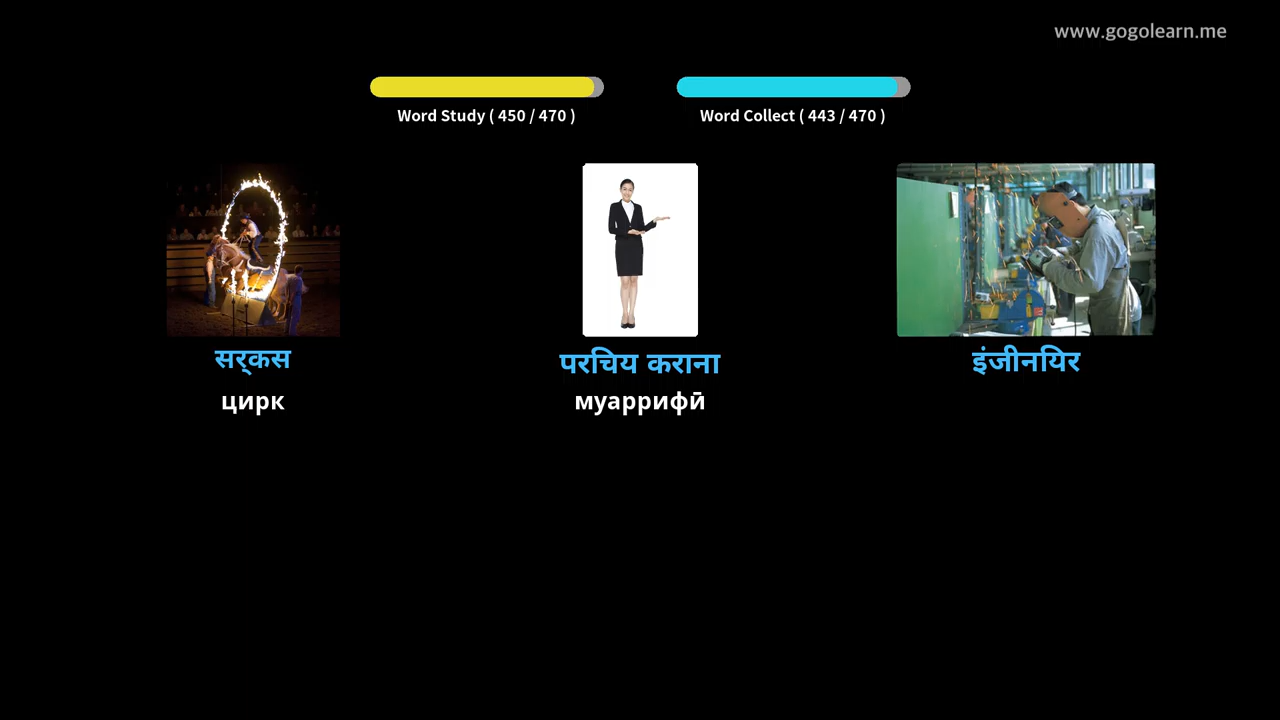 www.gogolearn.me
Word Study ( 450 / 470 )
Word Collect ( 443 / 470 )
सर्कस
परिचय कराना
इंजीनियर
цирк
муаррифӣ